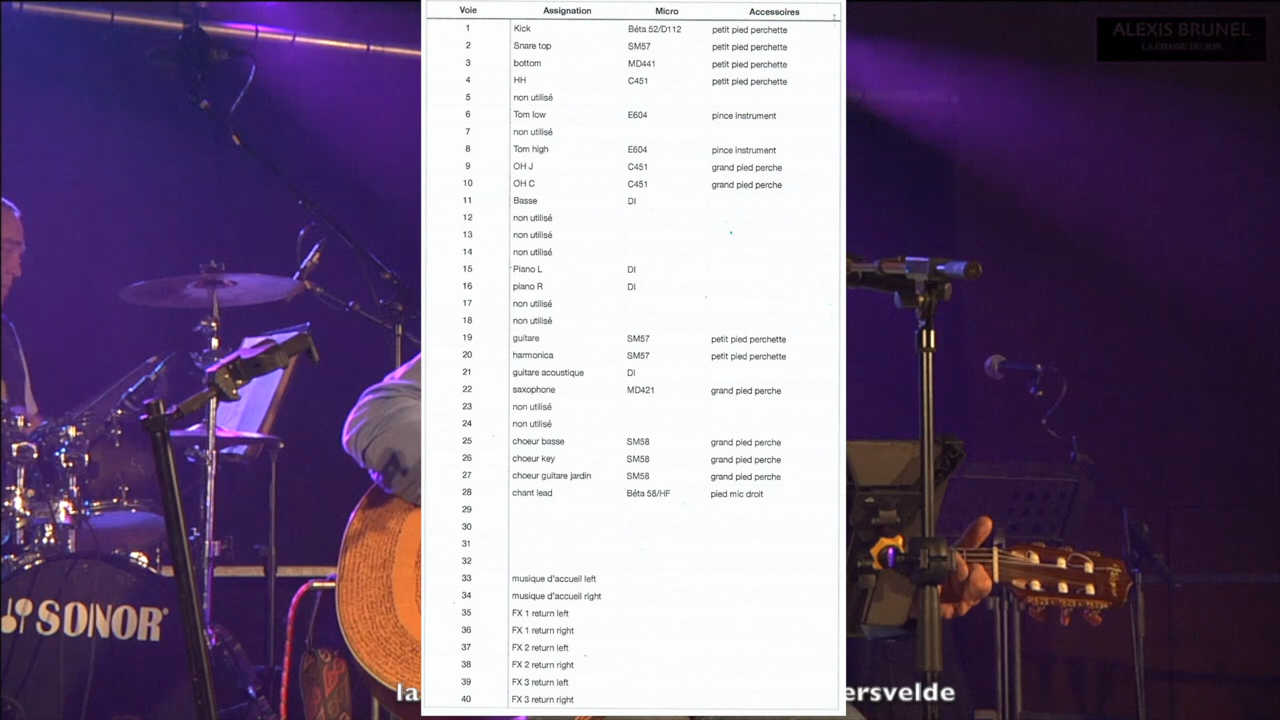 Voie Assignation Micro Accessoires
1 Kick Béta 52/D112 petit pied perchette
2 Snare top SM57 petit pied perchette
3 bottom MD441 petit pied perchette
4 HH C451 petit pied perchette
5 non utilisé
6 Tom low E604 pince instrument
7 non utilisé
8 Tom high E604 pince instrument
9 OH J C451 grand pied perche
10 OH C C451 grand pied perche
11 Basse DI
12 non utilisé
13 non utilisé
14 non utilisé
15 Piano L DI
16 piano R DI
17 non utilisé
18 non utilisé
19 guitare SM57 petit pied perchette
20 harmonica SM57 petit pied perchette
21 guitare acoustique DI
22 saxophone MD421 grand pied perche
23 non utilisé
24 non utilisé
25 choeur basse SM58 grand pied perche
26 choeur key SM58 grand pied perche
27 choeur guitare jardin SM58 grand pied perche
28 chant lead Béta 58/HF pied mic droit
29
30
31
32
33 musique d'accueil left
34 musique d'accueil right
35 FX 1 return left
36 FX 1 return right
37 FX 2 return left
38 FX 2 return right
39 FX 3 return left
40 FX 3 return right
ALEXIS BRUNEL
LA CHAINE DU SON
SONOR
la ersvelde